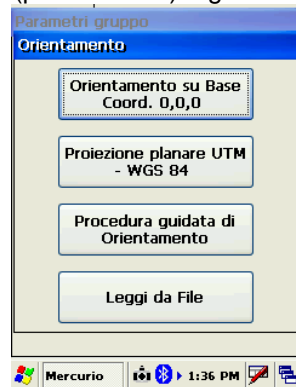 Parametri gruppo
Orientamento
Orientamento su Base
Coord. 0,0,0
Proiezione planare UTM
- WGS 84
Procedura guidata di
Orientamento
Leggi da File
Mercurio 1:36 PM